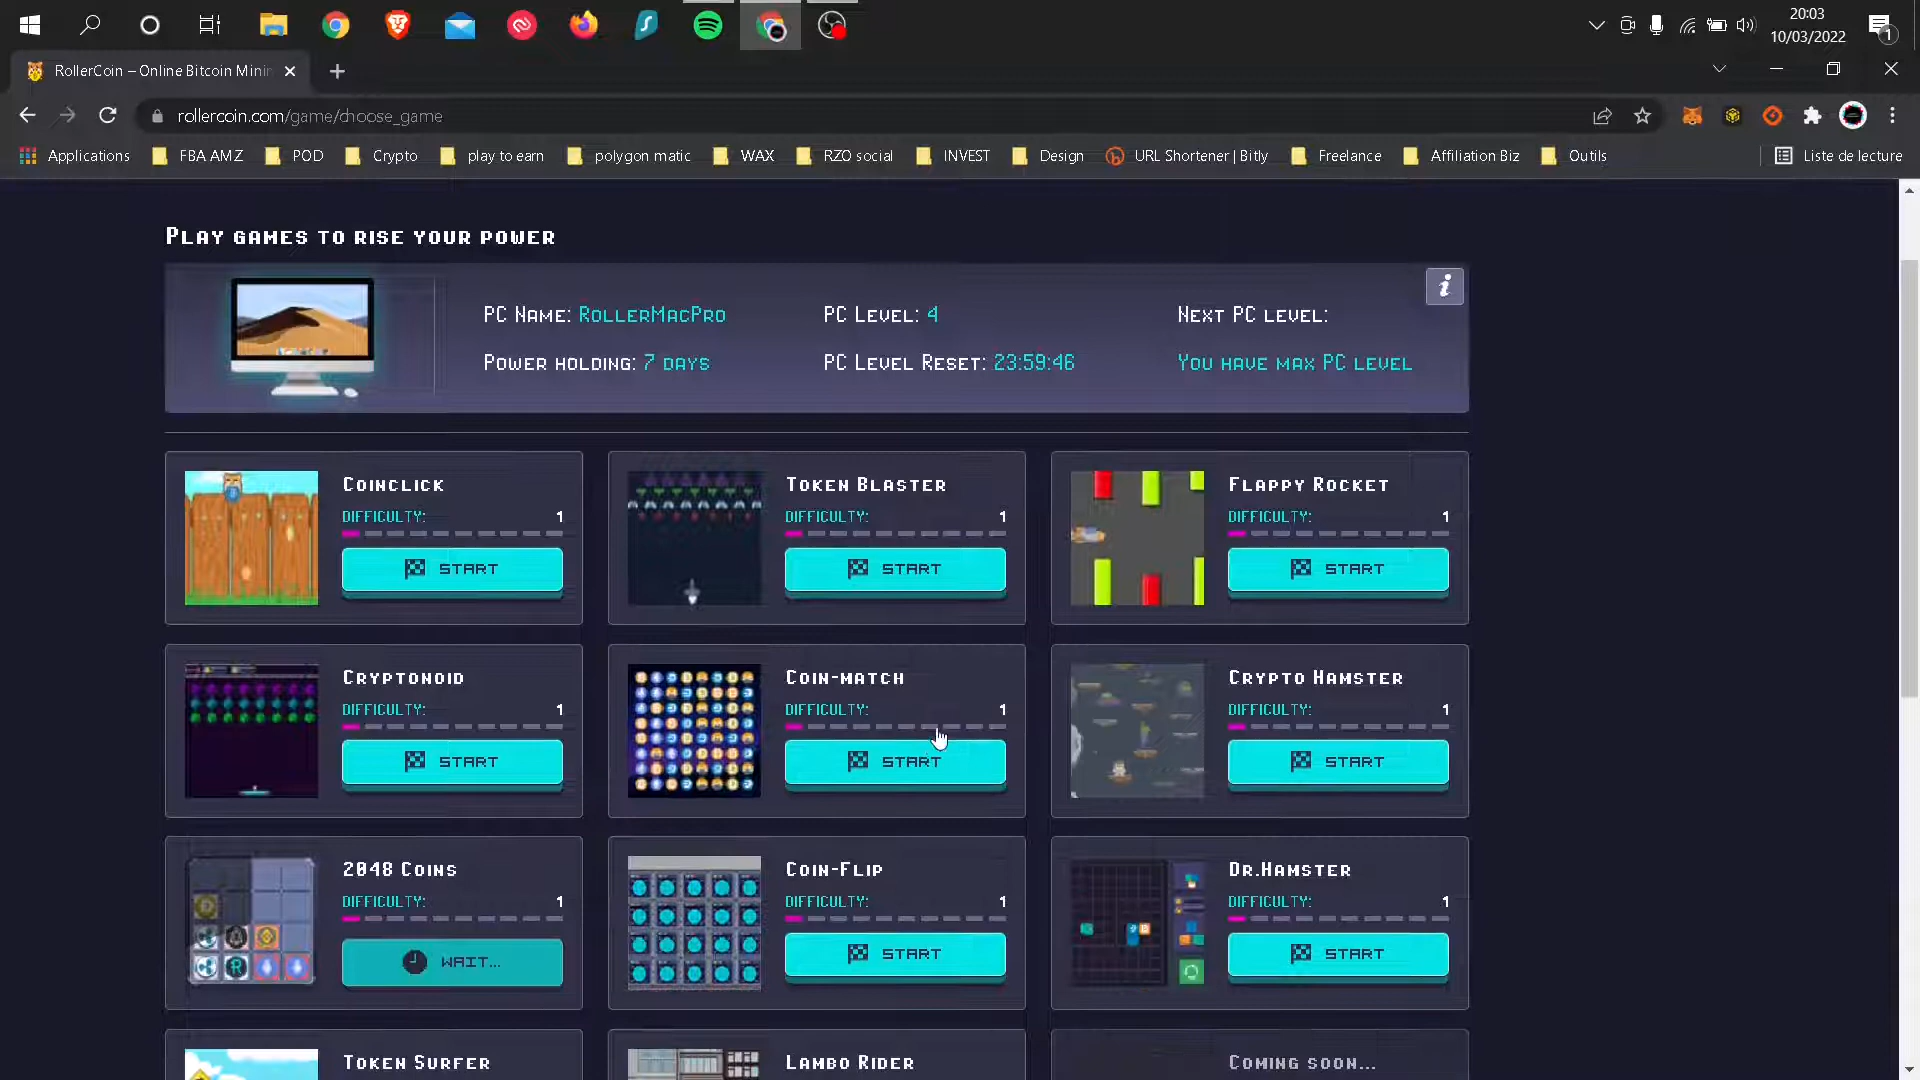 20:03
10/03/2022
1
RollerCoin – Online Bitcoin Minin
rollercoin.com/game/choose_game
Applications FBA AMZ POD Crypto play to earn polygon matic WAX RZO social INVEST Design URL Shortener | Bitly Freelance Affiliation Biz Outils Liste de lecture
Play games to rise your power
PC Name: RollerMacPro PC Level: 4 Next PC level:
Power holding: 7 days PC Level Reset: 23:59:46 You have max PC level
Coinclick Token Blaster Flappy Rocket
Difficulty: 1 Difficulty: 1 Difficulty: 1
START START START
Cryptonoid Coin-match Crypto Hamster
Difficulty: 1 Difficulty: 1 Difficulty: 1
START START START
2048 Coins Coin-Flip Dr.Hamster
Difficulty: 1 Difficulty: 1 Difficulty: 1
WAIT... START START
Token Surfer Lambo Rider Coming soon...